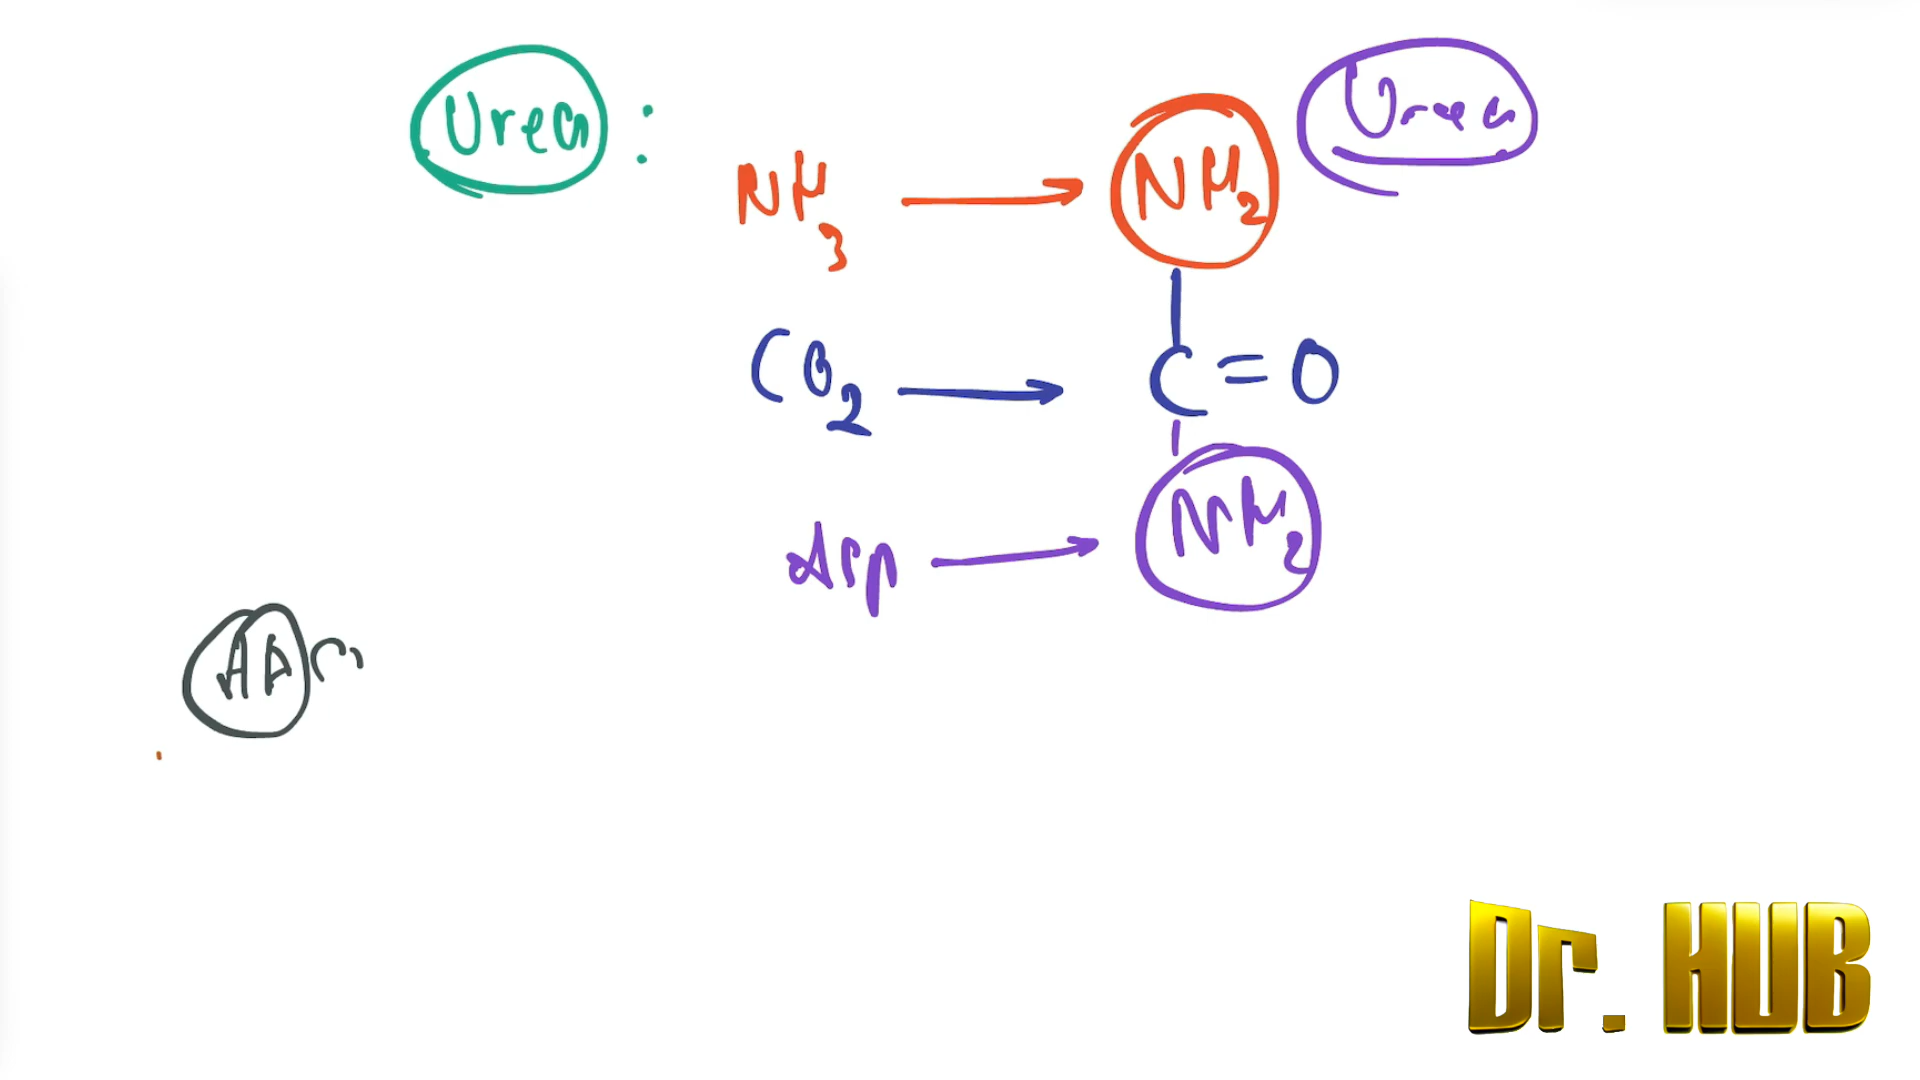 Urea :
Urea
NH3 → NH2
CO2 → C = O
Asp → NH2
AA
Dr. HUB